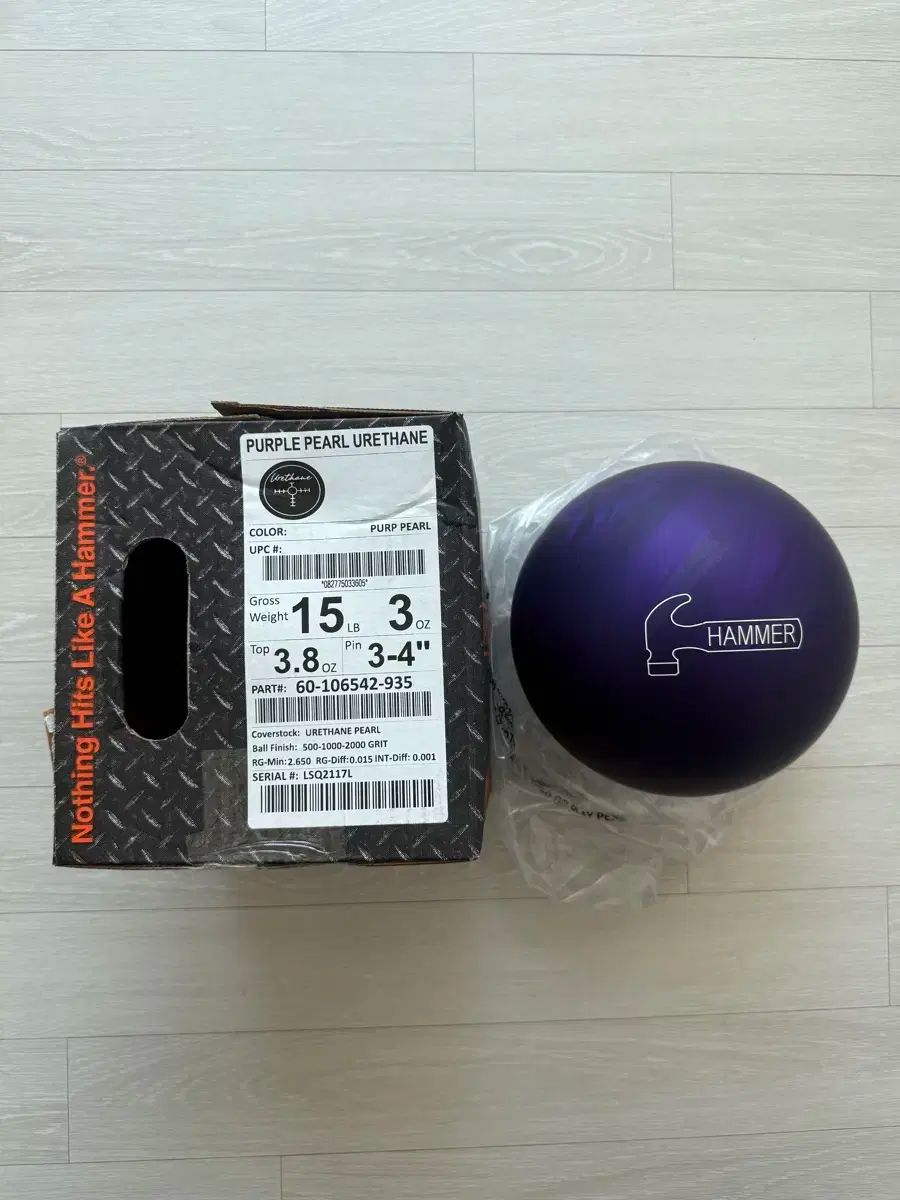 Nothing Hits Like A Hammer.®
PURPLE PEARL URETHANE
Urethane
COLOR: PURP PEARL
UPC #:
*082775033605*
Gross Weight 15 LB 3 OZ
Top 3.8 OZ Pin 3-4"
PART#: 60-106542-935
Coverstock: URETHANE PEARL
Ball Finish: 500-1000-2000 GRIT
RG-Min:2.650 RG-Diff:0.015 INT-Diff: 0.001
SERIAL #: LSQ2117L
HAMMER